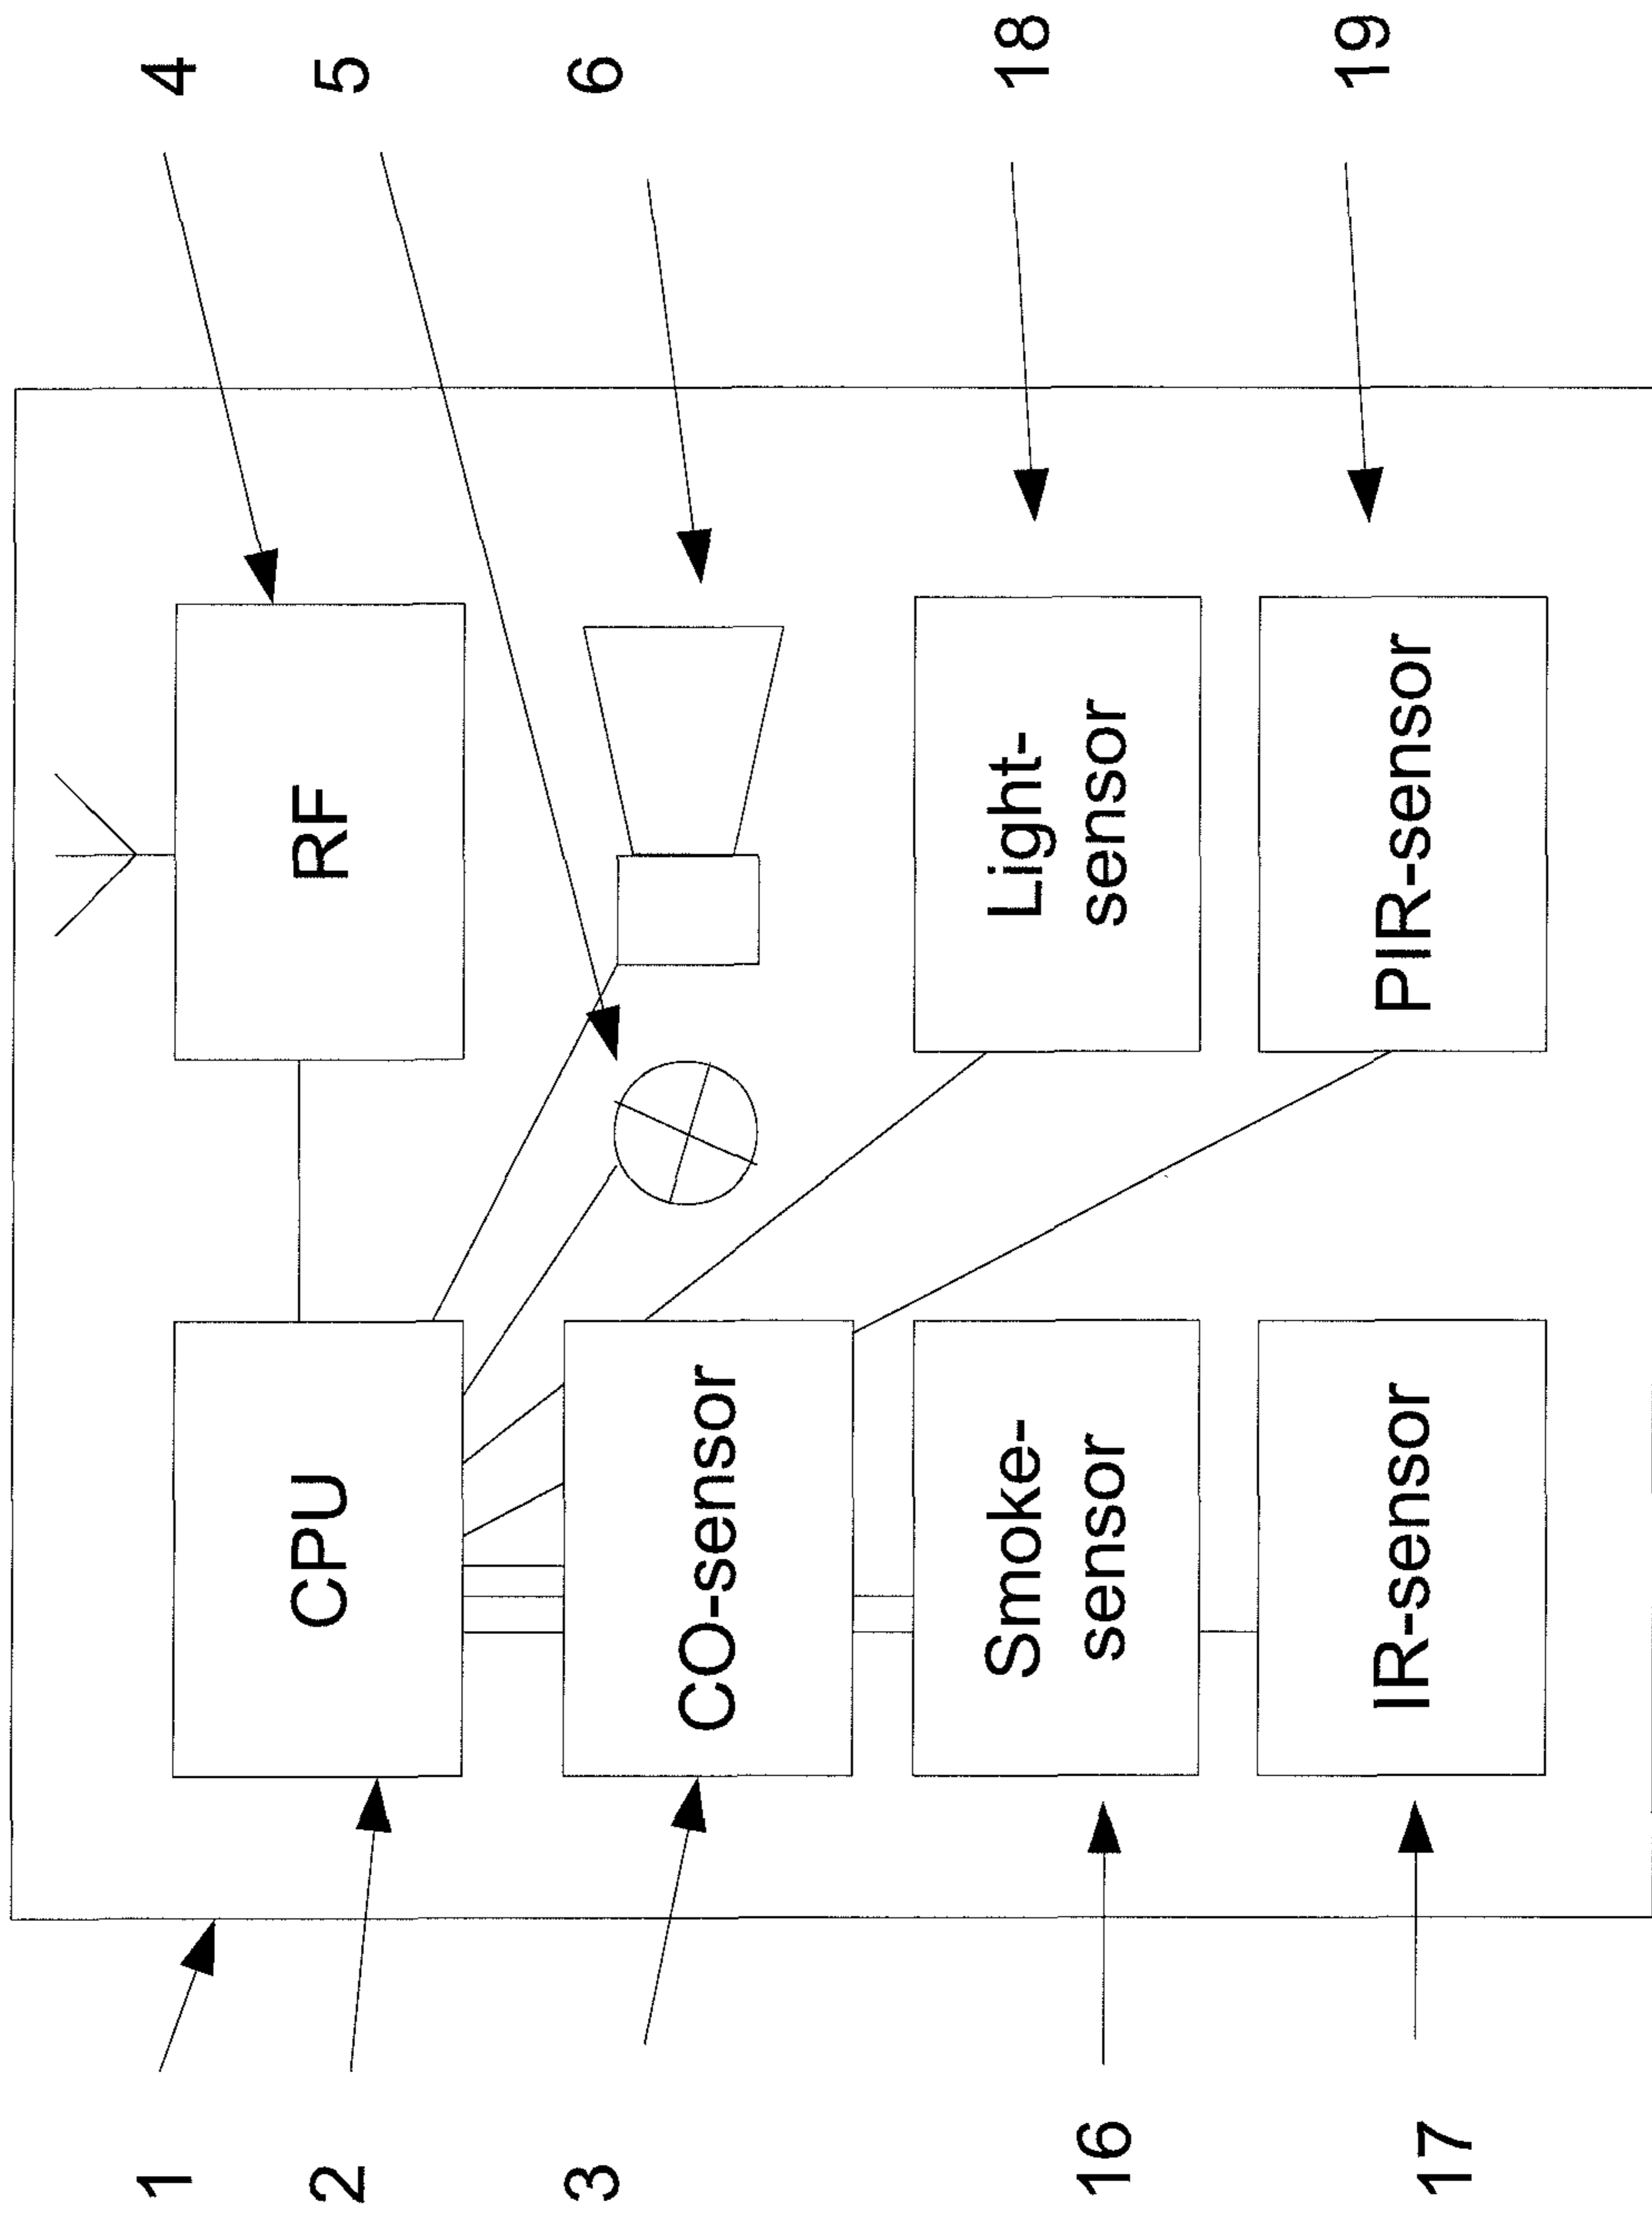 1
2
3
16
17
CPU
CO-sensor
Smoke-
sensor
IR-sensor
RF
Light-
sensor
PIR-sensor
4
5
6
18
19